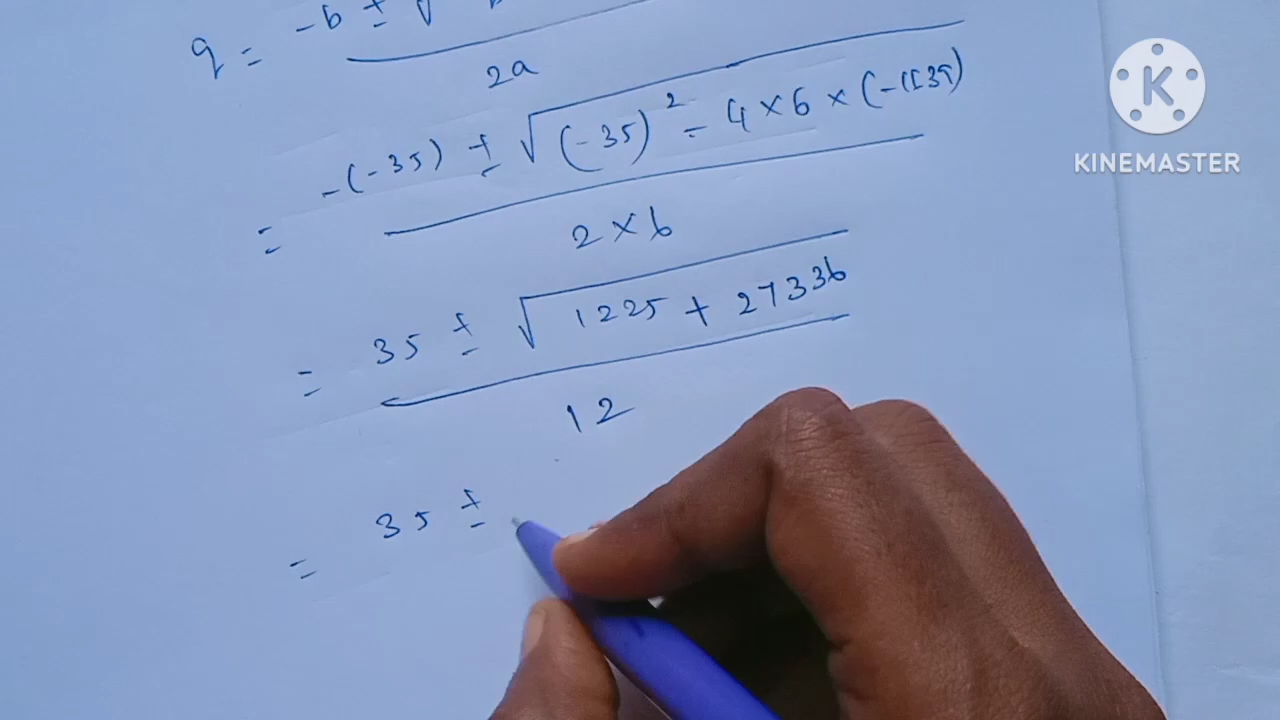 q = -b ± √
2a
= -(-35) ± √(-35)² - 4 × 6 × (-1139)
2 × 6
= 35 ± √1225 + 27336
12
= 35 ±
K
KINEMASTER